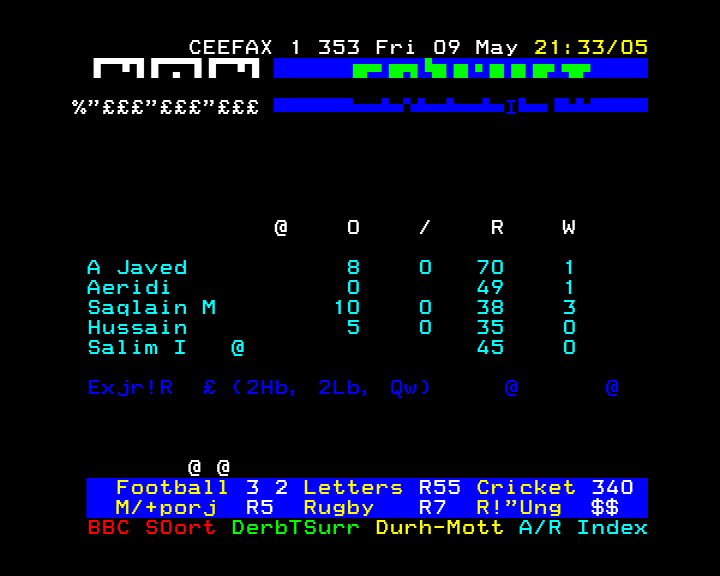 CEEFAX 1 353 Fri 09 May 21:33/05
%"£££"£££"£££ I
@ O / R W
A Javed 8 0 70 1
Aeridi 0 49 1
Saqlain M 10 0 38 3
Hussain 5 0 35 0
Salim I @ 45 0
Exjr!R £ (2Hb, 2Lb, Qw) @ @
@ @
Football 3 2 Letters R55 Cricket 340
M/+porj R5 Rugby R7 R!"Ung $$
BBC SOort DerbTSurr Durh-Mott A/R Index